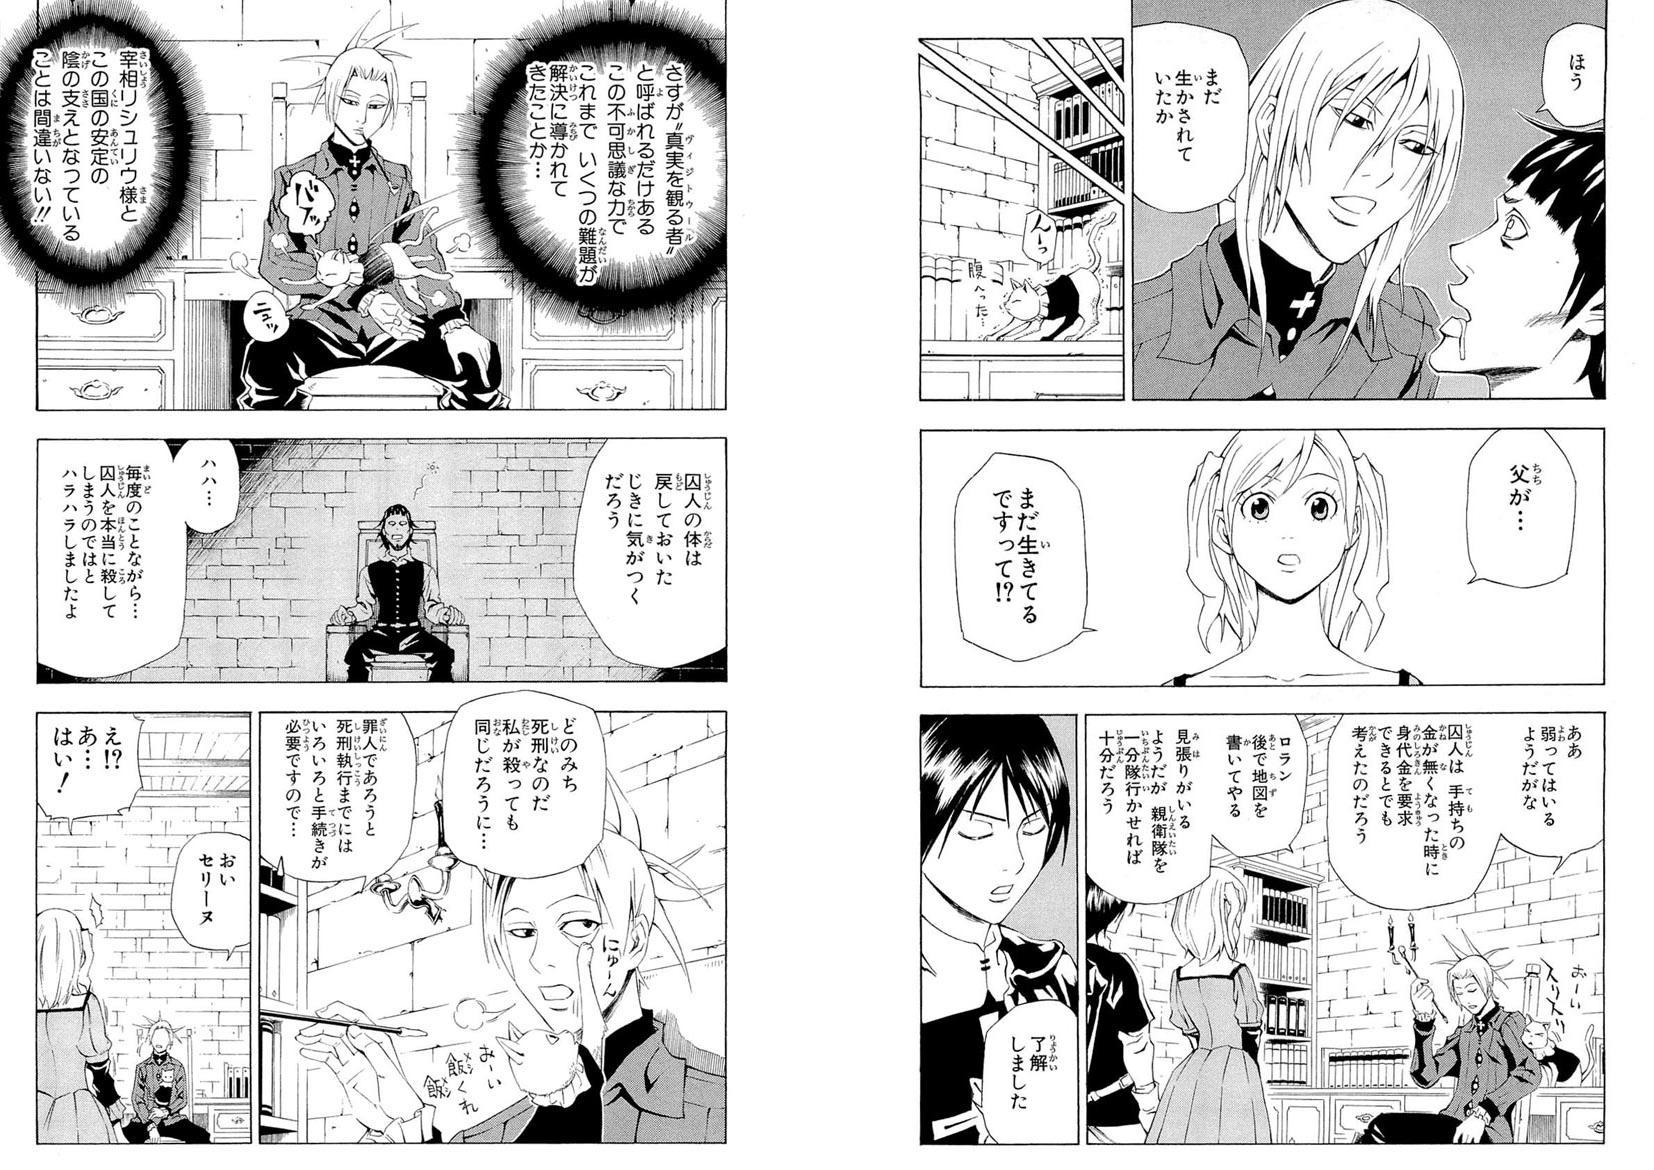 ほう
まだ
生かされて
いたか
んーっ
腹へった…
父が…
まだ生きてる
ですって!?
ああ
弱ってはいる
ようだがな
囚人は 手持ちの
金が無くなった時に
身代金を要求
できるとでも
考えたのだろう
ロラン
後で地図を
書いてやる
見張りがいる
ようだが 親衛隊を
一分隊行かせれば
十分だろう
おーい
スリスリ
了解
しました
さすが〝真実を観る者〟
と呼ばれるだけある
この不可思議な力で
これまで いくつの難題が
解決に導かれて
きたことか…
宰相リシュリウ様と
この国の安定の
陰の支えとなっている
ことは間違いない!!
バフッ
ニュッ
囚人の体は
戻しておいた
じきに気がつく
だろう
ハハ…
毎度のことながら…
囚人を本当に殺して
しまうのではと
ハラハラしましたよ
どのみち
死刑なのだ
私が殺っても
同じだろうに…
罪人であろうと
死刑執行までには
いろいろと手続きが
必要ですので…
にゅーん
おーい
飯くれ
飯
おい
セリーヌ
え!?
あ…
はい!